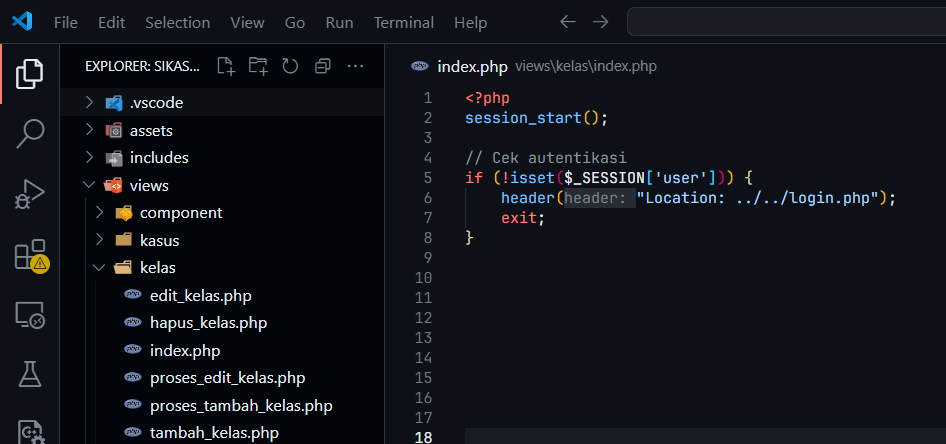 File Edit Selection View Go Run Terminal Help
EXPLORER: SIKAS...
.vscode
assets
includes
views
component
kasus
kelas
edit_kelas.php
hapus_kelas.php
index.php
proses_edit_kelas.php
proses_tambah_kelas.php
tambah_kelas.php
index.php views\kelas\index.php
1 <?php
2 session_start();
3
4 // Cek autentikasi
5 if (!isset($_SESSION['user'])) {
6 header(header: "Location: ../../login.php");
7 exit;
8 }
9
10
11
12
13
14
15
16
17
18